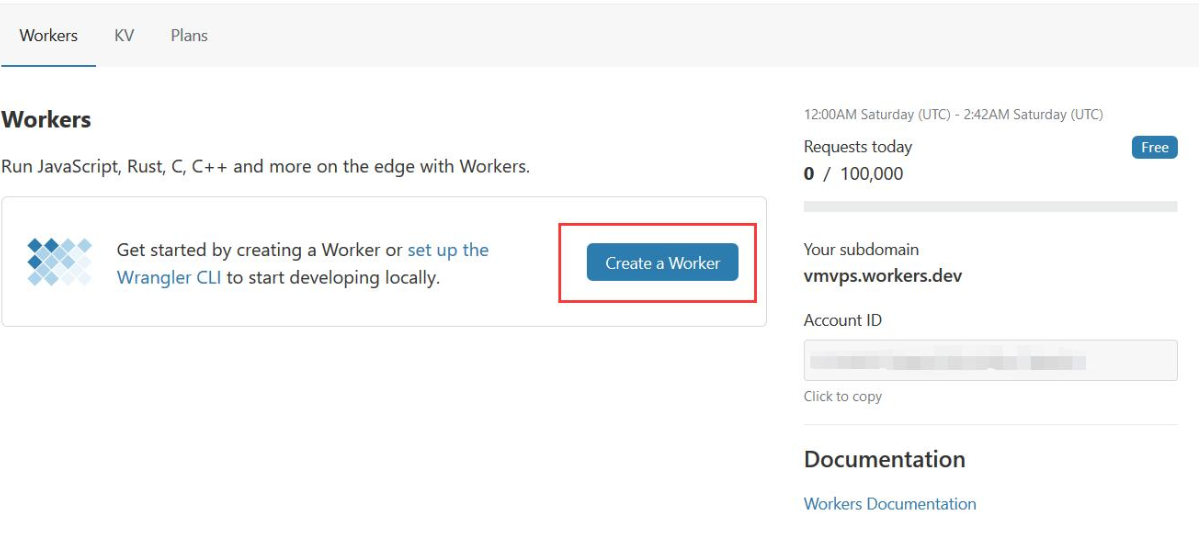 Workers KV Plans
Workers
Run JavaScript, Rust, C, C++ and more on the edge with Workers.
Get started by creating a Worker or set up the
Wrangler CLI to start developing locally.
Create a Worker
12:00AM Saturday (UTC) - 2:42AM Saturday (UTC)
Requests today
Free
0 / 100,000
Your subdomain
vmvps.workers.dev
Account ID
Click to copy
Documentation
Workers Documentation